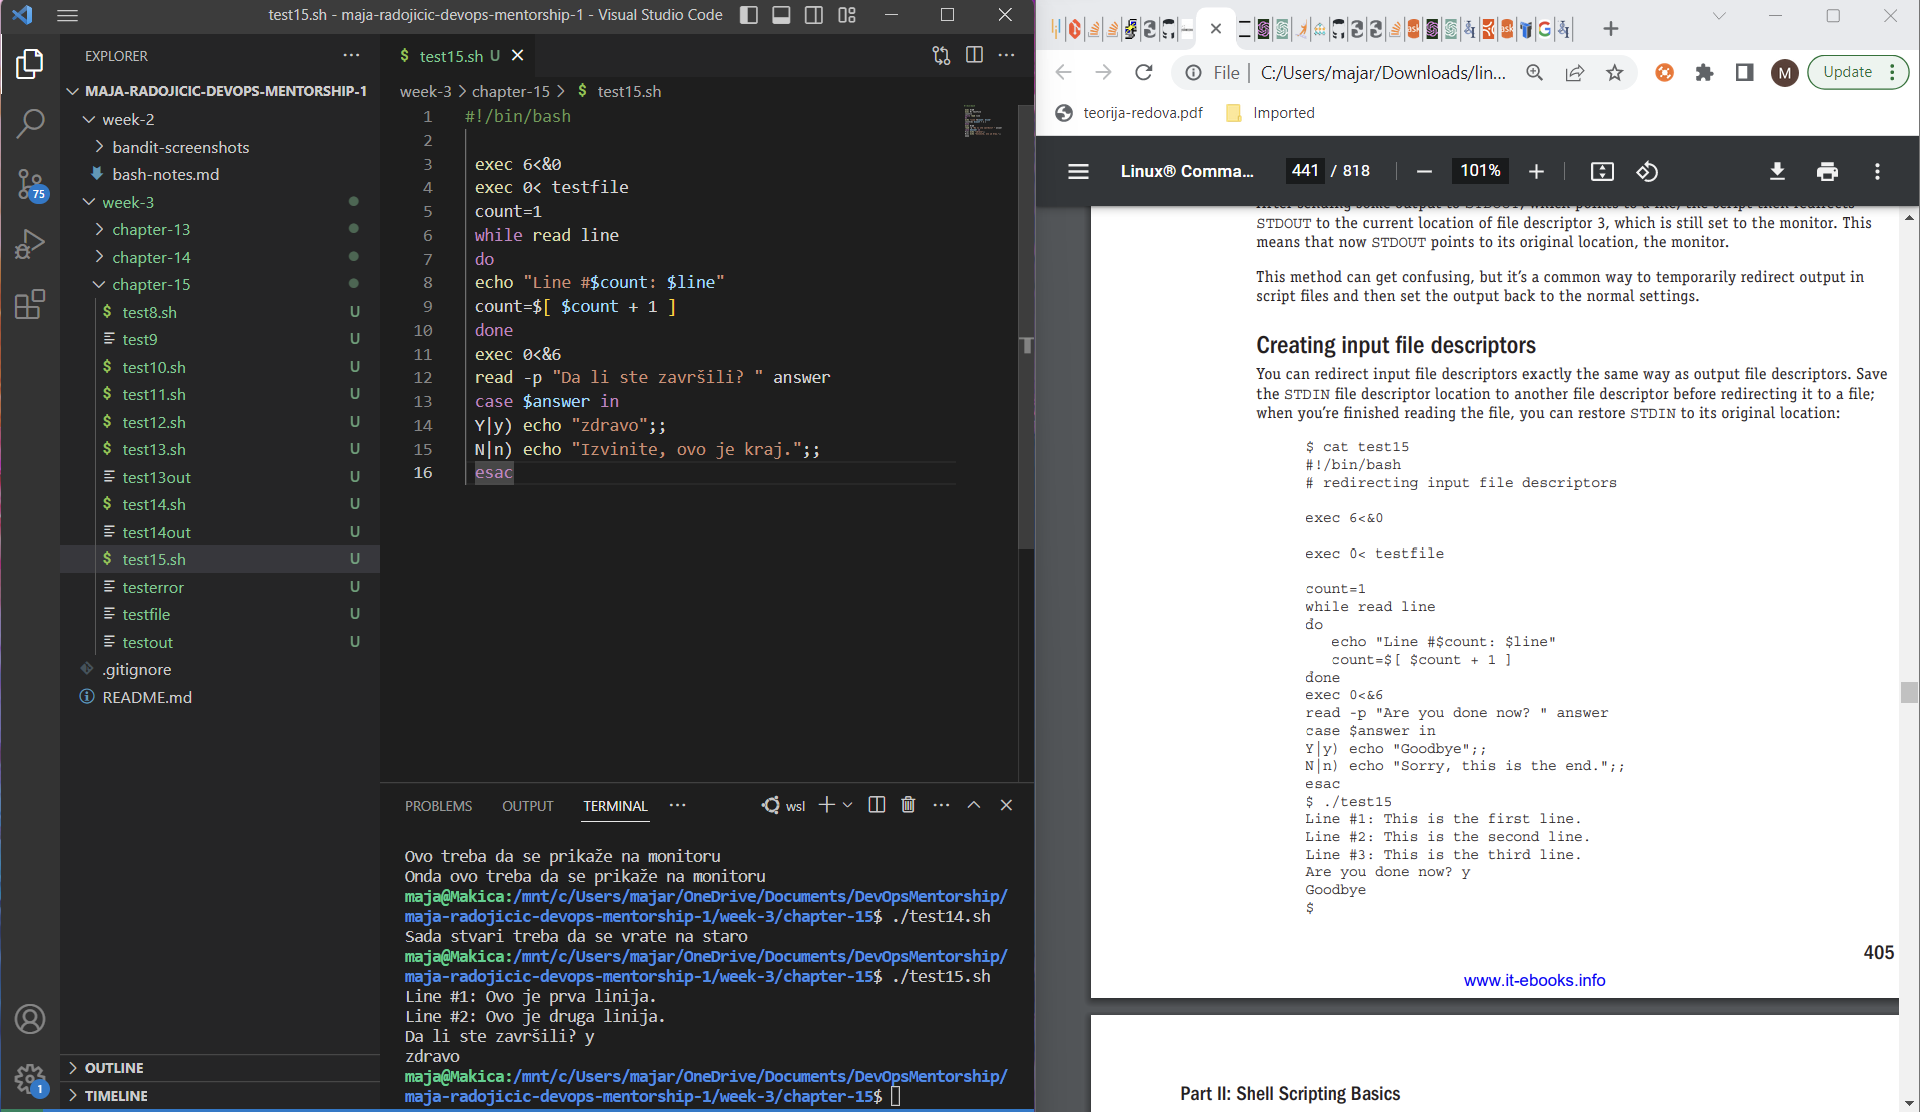 test15.sh - maja-radojicic-devops-mentorship-1 - Visual Studio Code
EXPLORER
MAJA-RADOJICIC-DEVOPS-MENTORSHIP-1
week-2
bandit-screenshots
bash-notes.md
week-3
chapter-13
chapter-14
chapter-15
test8.sh U
test9 U
test10.sh U
test11.sh U
test12.sh U
test13.sh U
test13out U
test14.sh U
test14out U
test15.sh U
testerror U
testfile U
testout U
.gitignore
README.md
OUTLINE
TIMELINE
75
1
$ test15.sh U
week-3 > chapter-15 > $ test15.sh
1 #!/bin/bash
2
3 exec 6<&0
4 exec 0< testfile
5 count=1
6 while read line
7 do
8 echo "Line #$count: $line"
9 count=$[ $count + 1 ]
10 done
11 exec 0<&6
12 read -p "Da li ste završili? " answer
13 case $answer in
14 Y|y) echo "zdravo";;
15 N|n) echo "Izvinite, ovo je kraj.";;
16 esac
PROBLEMS OUTPUT TERMINAL wsl
Ovo treba da se prikaže na monitoru
Onda ovo treba da se prikaže na monitoru
maja@Makica:/mnt/c/Users/majar/OneDrive/Documents/DevOpsMentorship/
maja-radojicic-devops-mentorship-1/week-3/chapter-15$ ./test14.sh
Sada stvari treba da se vrate na staro
maja@Makica:/mnt/c/Users/majar/OneDrive/Documents/DevOpsMentorship/
maja-radojicic-devops-mentorship-1/week-3/chapter-15$ ./test15.sh
Line #1: Ovo je prva linija.
Line #2: Ovo je druga linija.
Da li ste završili? y
zdravo
maja@Makica:/mnt/c/Users/majar/OneDrive/Documents/DevOpsMentorship/
maja-radojicic-devops-mentorship-1/week-3/chapter-15$
File C:/Users/majar/Downloads/lin... M Update
teorija-redova.pdf Imported
Linux® Comma... 441 / 818 101%
STDOUT to the current location of file descriptor 3, which is still set to the monitor. This
means that now STDOUT points to its original location, the monitor.
This method can get confusing, but it's a common way to temporarily redirect output in
script files and then set the output back to the normal settings.
Creating input file descriptors
You can redirect input file descriptors exactly the same way as output file descriptors. Save
the STDIN file descriptor location to another file descriptor before redirecting it to a file;
when you're finished reading the file, you can restore STDIN to its original location:
$ cat test15
#!/bin/bash
# redirecting input file descriptors
exec 6<&0
exec 0< testfile
count=1
while read line
do
echo "Line #$count: $line"
count=$[ $count + 1 ]
done
exec 0<&6
read -p "Are you done now? " answer
case $answer in
Y|y) echo "Goodbye";;
N|n) echo "Sorry, this is the end.";;
esac
$ ./test15
Line #1: This is the first line.
Line #2: This is the second line.
Line #3: This is the third line.
Are you done now? y
Goodbye
$
405
www.it-ebooks.info
Part II: Shell Scripting Basics